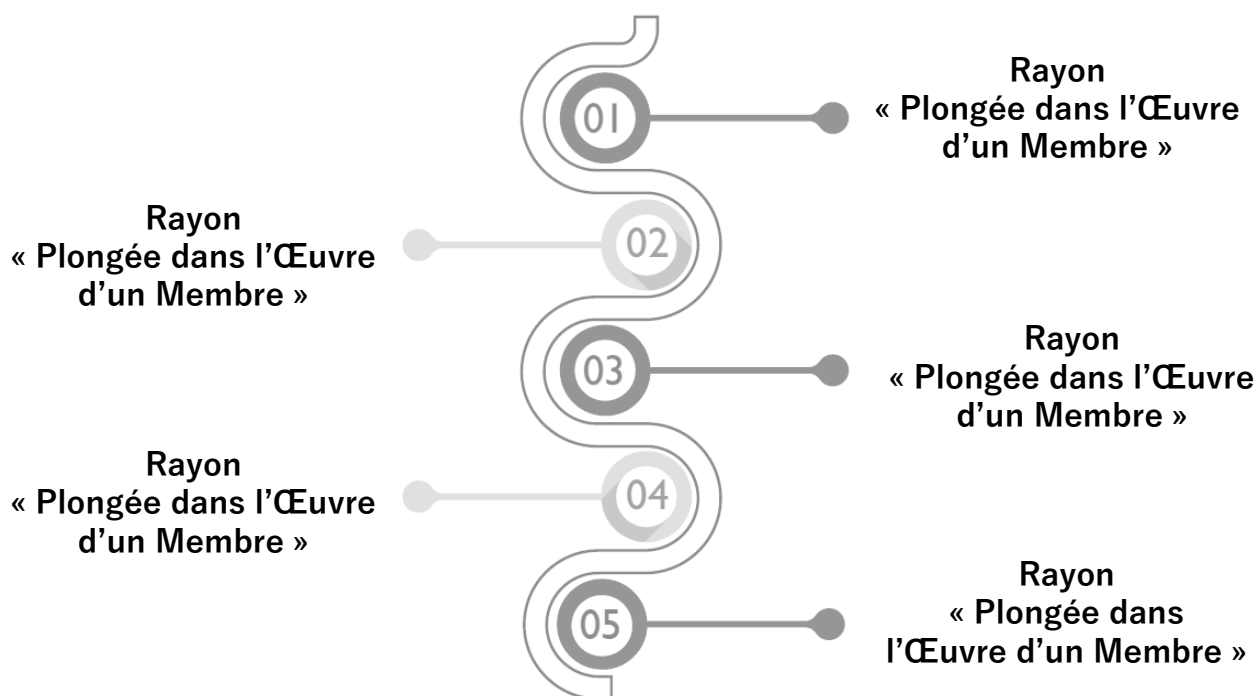 01
Rayon
« Plongée dans l’Œuvre
d’un Membre »
02
Rayon
« Plongée dans l’Œuvre
d’un Membre »
03
Rayon
« Plongée dans l’Œuvre
d’un Membre »
04
Rayon
« Plongée dans l’Œuvre
d’un Membre »
05
Rayon
« Plongée dans
l’Œuvre d’un Membre »